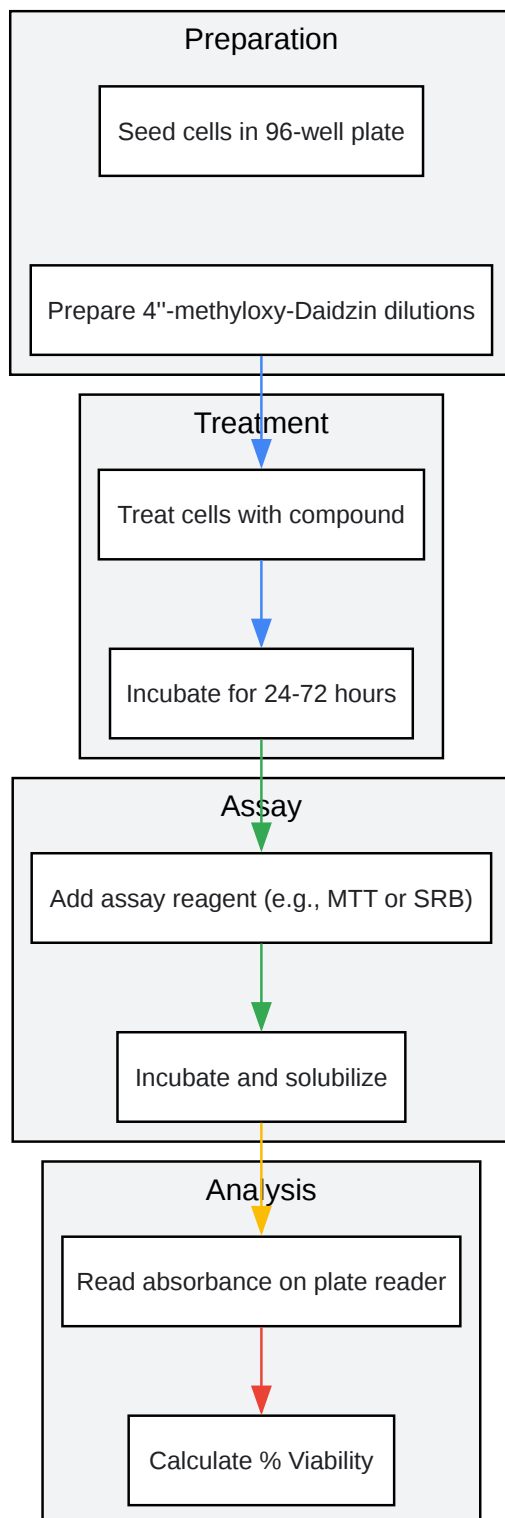 Preparation
Seed cells in 96-well plate
Prepare 4''-methyloxy-Daidzin dilutions
Treatment
Treat cells with compound
Incubate for 24-72 hours
Assay
Add assay reagent (e.g., MTT or SRB)
Incubate and solubilize
Analysis
Read absorbance on plate reader
Calculate % Viability